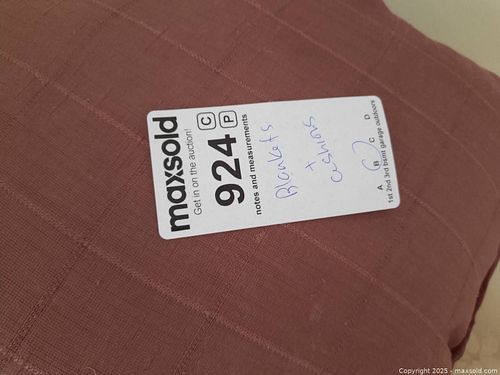 maxsold
Get in on the auction!
924 C P
notes and measurements
Blankets
+
cushions
A B C D
1st 2nd 3rd bsmt garage outdoors
Copyright 2025 - maxsold.com